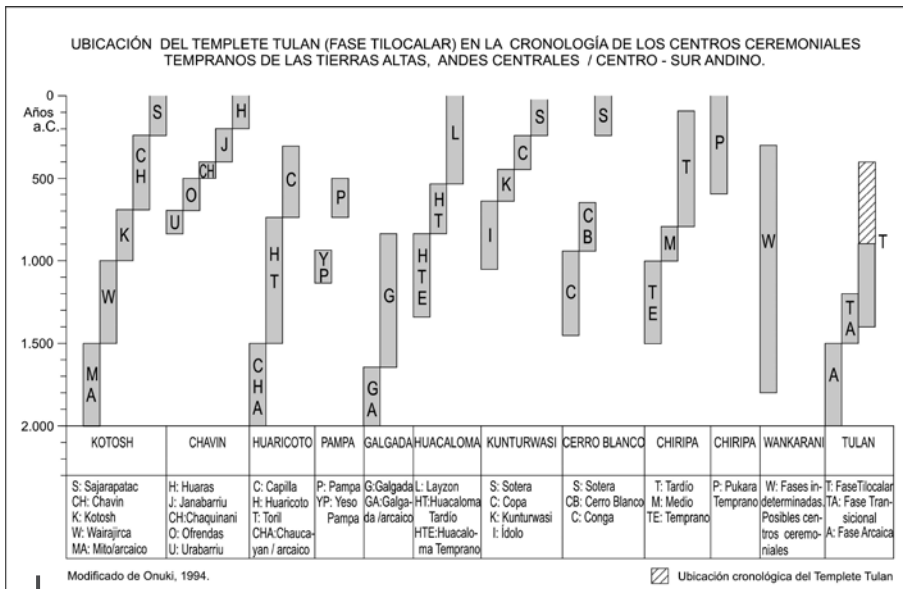 UBICACIÓN DEL TEMPLETE TULAN (FASE TILOCALAR) EN LA CRONOLOGÍA DE LOS CENTROS CEREMONIALES
TEMPRANOS DE LAS TIERRAS ALTAS, ANDES CENTRALES / CENTRO - SUR ANDINO.
0
Años
a.C.
500
1.000
1.500
2.000
S
CH
K
W
MA
H
J
CH
O
U
C
HT
CHA
P
YP
G
GA
L
HT
HTE
S
C
K
I
S
CB
C
T
M
TE
P
W
T
TA
A
KOTOSH CHAVIN HUARICOTO PAMPA GALGADA HUACALOMA KUNTURWASI CERRO BLANCO CHIRIPA CHIRIPA WANKARANI TULAN
S: Sajarapatac
CH: Chavin
K: Kotosh
W: Wairajirca
MA: Mito/arcaico
H: Huaras
J: Janabarriu
CH:Chaquinani
O: Ofrendas
U: Urabarriu
C: Capilla
H: Huaricoto
T: Toril
CHA:Chauca-
yan / arcaico
P: Pampa
YP: Yeso
Pampa
G:Galgada
GA:Galga-
da /arcaico
L: Layzon
HT:Huacaloma
Tardío
HTE:Huacalo-
ma Temprano
S: Sotera
C: Copa
K: Kunturwasi
I: Ídolo
S: Sotera
CB: Cerro Blanco
C: Conga
T: Tardío
M: Medio
TE: Temprano
P: Pukara
Temprano
W: Fases in-
determinadas.
Posibles cen-
tros ceremo-
niales
T: FaseTilocalar
TA: Fase Tran-
sicional
A: Fase Arcaica
Modificado de Onuki, 1994.
Ubicación cronológica del Templete Tulan